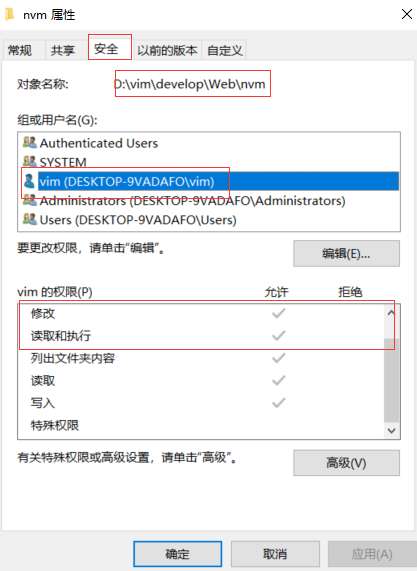 nvm 属性
常规 共享 安全 以前的版本 自定义
对象名称: D:\vim\develop\Web\nvm
组或用户名(G):
Authenticated Users
SYSTEM
vim (DESKTOP-9VADAFO\vim)
Administrators (DESKTOP-9VADAFO\Administrators)
Users (DESKTOP-9VADAFO\Users)
要更改权限，请单击“编辑”。 编辑(E)...
vim 的权限(P) 允许 拒绝
修改
读取和执行
列出文件夹内容
读取
写入
特殊权限
有关特殊权限或高级设置，请单击“高级”。 高级(V)
确定 取消 应用(A)